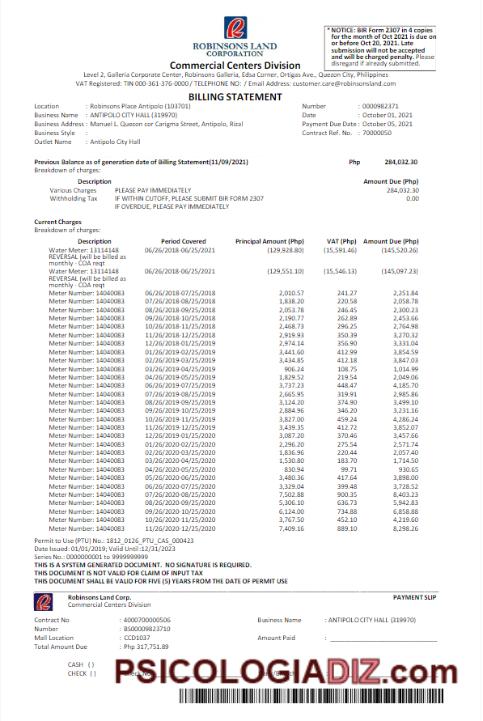 ROBINSONS LAND
CORPORATION
* NOTICE: BIR Form 2307 in 4 copies
for the month of Oct 2021 is due on
or before Oct 20, 2021. Late
submission will not be accepted
and will be charged penalty. Please
disregard if already submitted.
Commercial Centers Division
Level 2, Galleria Corporate Center, Robinsons Galleria, Edsa Corner, Ortigas Ave., Quezon City, Philippines
VAT Registered: TIN 000-361-376-0000 / TELEPHONE NO: / Email Address: customer.care@robinsonsland.com
BILLING STATEMENT
Location : Robinsons Place Antipolo (103701) Number : 0000982371
Business Name : ANTIPOLO CITY HALL (319970) Date : October 01, 2021
Business Address : Manuel L. Quezon cor Carigma Street, Antipolo, Rizal Payment Due Date : October 05, 2021
Business Style : Contract Ref. No. : 70000050
Outlet Name : Antipolo City Hall
Previous Balance as of generation date of Billing Statement(11/09/2021) Php 284,032.30
Breakdown of charges:
Description Amount Due (Php)
Various Charges PLEASE PAY IMMEDIATELY 284,032.30
Withholding Tax IF WITHIN CUTOFF, PLEASE SUBMIT BIR FORM 2307 0.00
IF OVERDUE, PLEASE PAY IMMEDIATELY
Current Charges
Breakdown of charges:
Description Period Covered Principal Amount (Php) VAT (Php) Amount Due (Php)
Water Meter: 13114148 06/26/2018-06/25/2021 (129,928.80) (15,591.46) (145,520.26)
REVERSAL (will be billed as
monthly - COA reqt
Water Meter: 13114148 06/26/2018-06/25/2021 (129,551.10) (15,546.13) (145,097.23)
REVERSAL (will be billed as
monthly - COA reqt
Meter Number: 14040083 06/26/2018-07/25/2018 2,010.57 241.27 2,251.84
Meter Number: 14040083 07/26/2018-08/25/2018 1,838.20 220.58 2,058.78
Meter Number: 14040083 08/26/2018-09/25/2018 2,053.78 246.45 2,300.23
Meter Number: 14040083 09/26/2018-10/25/2018 2,190.77 262.89 2,453.66
Meter Number: 14040083 10/26/2018-11/25/2018 2,468.73 296.25 2,764.98
Meter Number: 14040083 11/26/2018-12/25/2018 2,919.93 350.39 3,270.32
Meter Number: 14040083 12/26/2018-01/25/2019 2,974.14 356.90 3,331.04
Meter Number: 14040083 01/26/2019-02/25/2019 3,441.60 412.99 3,854.59
Meter Number: 14040083 02/26/2019-03/25/2019 3,434.85 412.18 3,847.03
Meter Number: 14040083 03/26/2019-04/25/2019 906.24 108.75 1,014.99
Meter Number: 14040083 04/26/2019-05/25/2019 1,829.52 219.54 2,049.06
Meter Number: 14040083 06/26/2019-07/25/2019 3,737.23 448.47 4,185.70
Meter Number: 14040083 07/26/2019-08/25/2019 2,665.95 319.91 2,985.86
Meter Number: 14040083 08/26/2019-09/25/2019 3,124.20 374.90 3,499.10
Meter Number: 14040083 09/26/2019-10/25/2019 2,884.96 346.20 3,231.16
Meter Number: 14040083 10/26/2019-11/25/2019 3,827.00 459.24 4,286.24
Meter Number: 14040083 11/26/2019-12/25/2019 3,439.35 412.72 3,852.07
Meter Number: 14040083 12/26/2019-01/25/2020 3,087.20 370.46 3,457.66
Meter Number: 14040083 01/26/2020-02/25/2020 2,296.20 275.54 2,571.74
Meter Number: 14040083 02/26/2020-03/25/2020 1,836.96 220.44 2,057.40
Meter Number: 14040083 03/26/2020-04/25/2020 1,530.80 183.70 1,714.50
Meter Number: 14040083 04/26/2020-05/25/2020 830.94 99.71 930.65
Meter Number: 14040083 05/26/2020-06/25/2020 3,480.36 417.64 3,898.00
Meter Number: 14040083 06/26/2020-07/25/2020 3,329.04 399.48 3,728.52
Meter Number: 14040083 07/26/2020-08/25/2020 7,502.88 900.35 8,403.23
Meter Number: 14040083 08/26/2020-09/25/2020 5,306.10 636.73 5,942.83
Meter Number: 14040083 09/26/2020-10/25/2020 6,124.00 734.88 6,858.88
Meter Number: 14040083 10/26/2020-11/25/2020 3,767.50 452.10 4,219.60
Meter Number: 14040083 11/26/2020-12/25/2020 7,409.16 889.10 8,298.26
Permit to Use (PTU) No.: 1812_0126_PTU_CAS_000423
Date Issued: 01/01/2019; Valid Until :12/31/2023
Series No.: 0000000001 to 9999999999
THIS IS A SYSTEM GENERATED DOCUMENT. NO SIGNATURE IS REQUIRED.
THIS DOCUMENT IS NOT VALID FOR CLAIM OF INPUT TAX
THIS DOCUMENT SHALL BE VALID FOR FIVE (5) YEARS FROM THE DATE OF PERMIT USE
Robinsons Land Corp. PAYMENT SLIP
Commercial Centers Division
Contract No : 4000700000506 Business Name : ANTIPOLO CITY HALL (319970)
Number : BS00009823710
Mall Location : CCD1037 Amount Paid :
Total Amount Due : Php 317,751.89
CASH ( )
CHECK ( )
PSICOLOGIADIZ.com